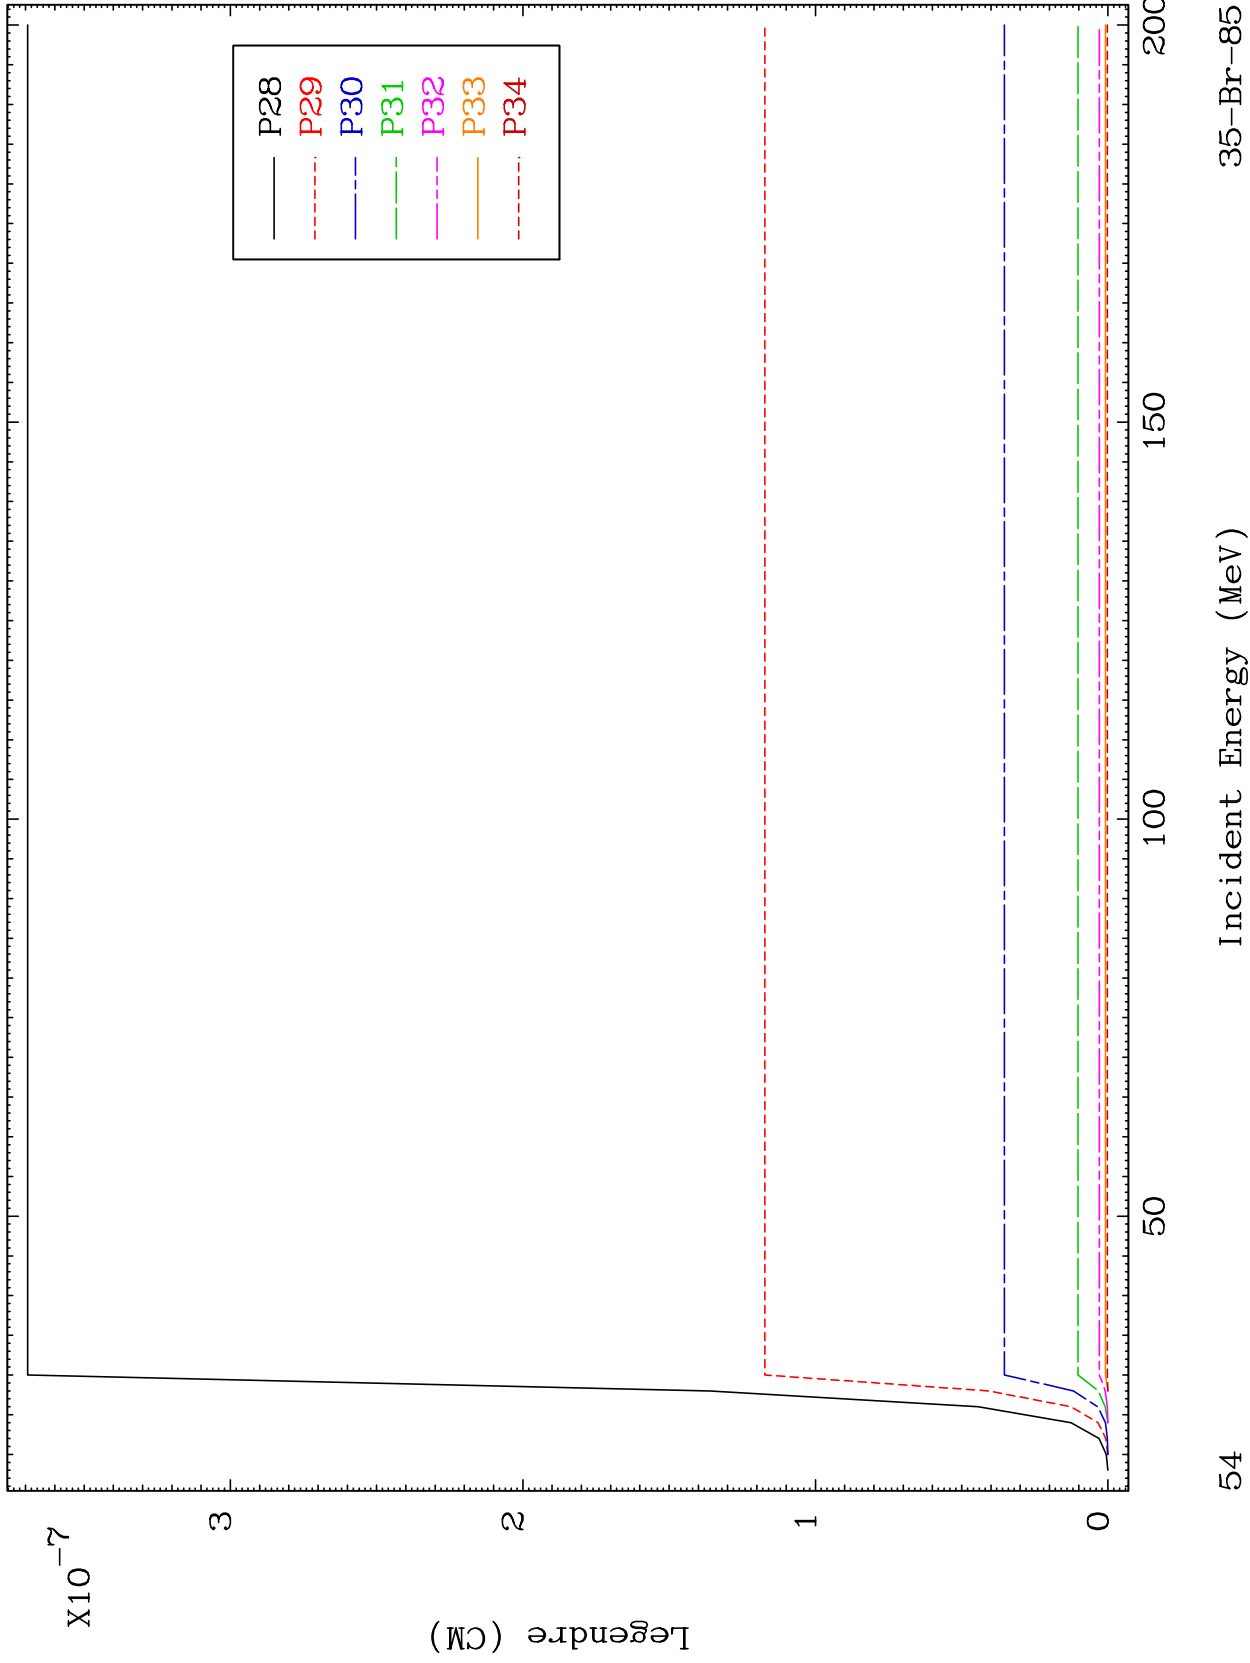 X10−7
3
2
1
0
Legendre (CM)
P28
P29
P30
P31
P32
P33
P34
50
100
150
200
Incident Energy (MeV)
54
35-Br-85